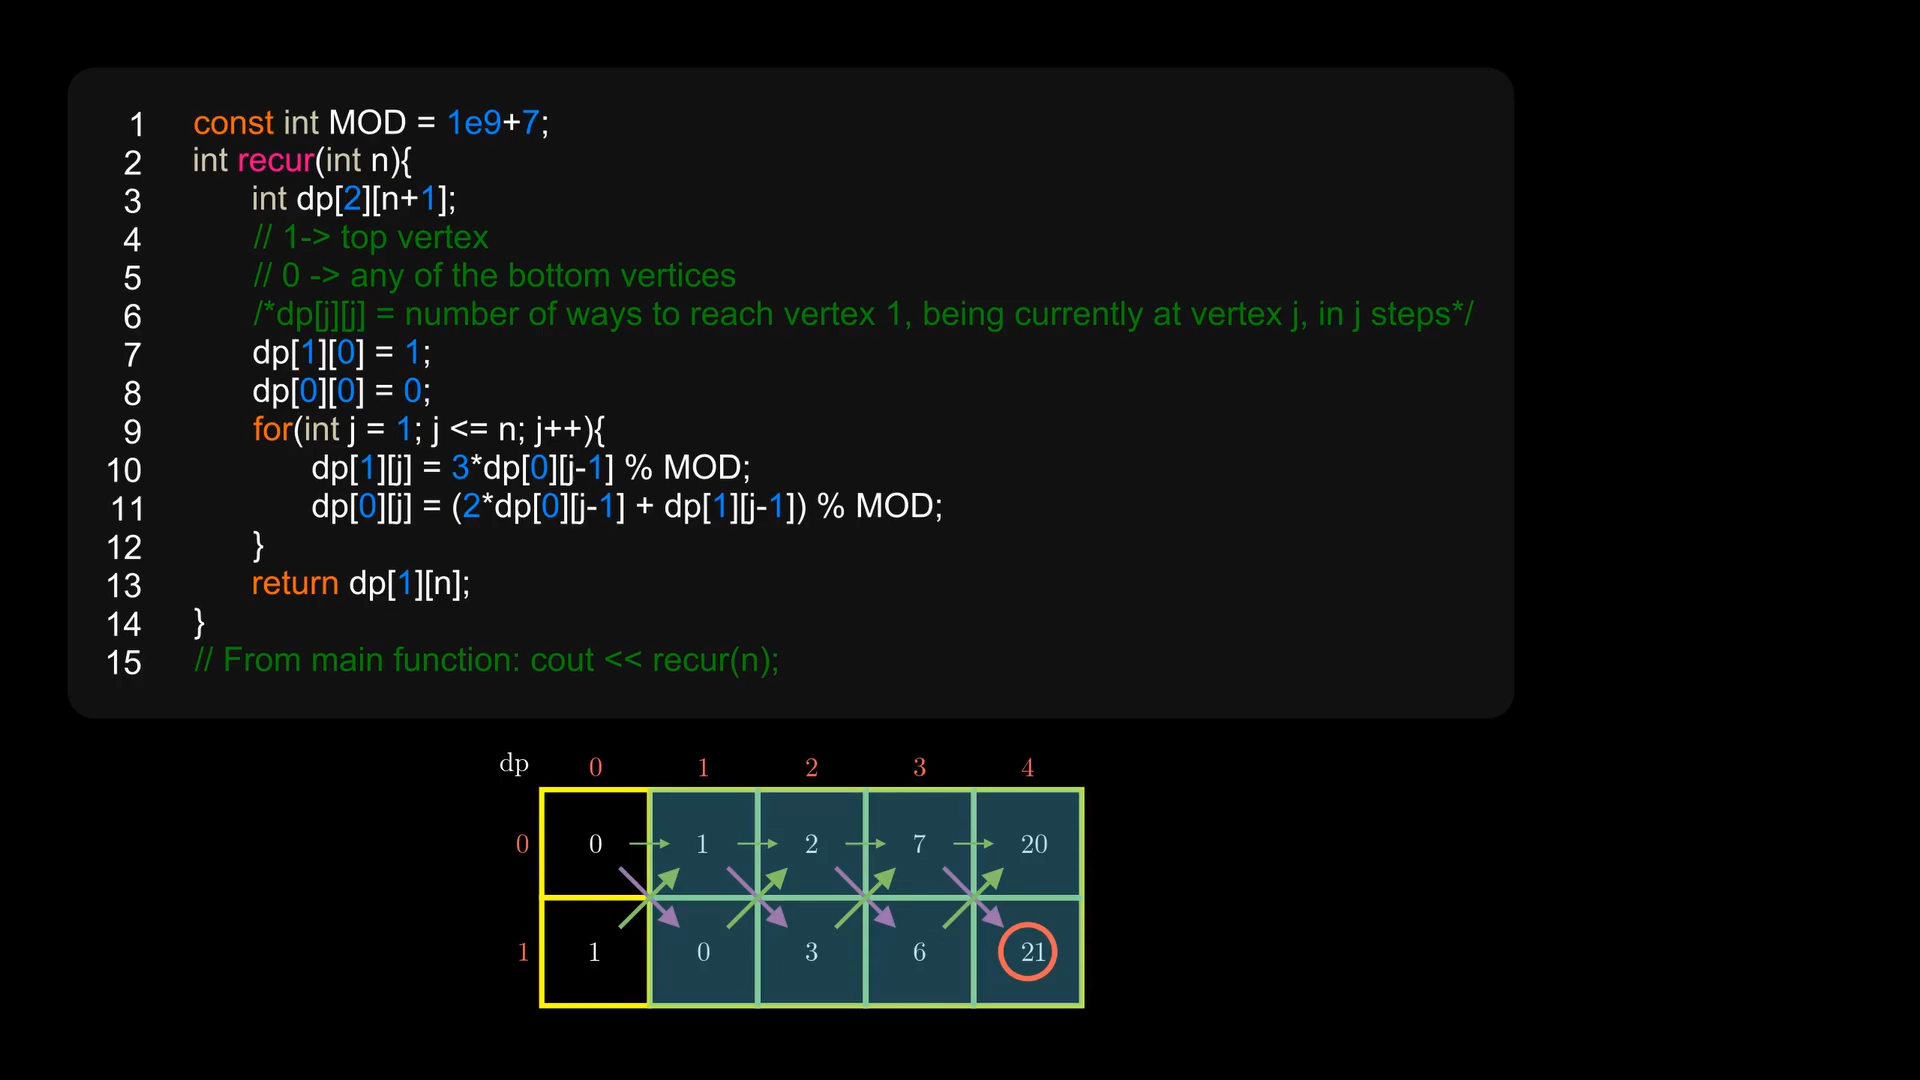 1 const int MOD = 1e9+7;
2 int recur(int n){
3 int dp[2][n+1];
4 // 1-> top vertex
5 // 0 -> any of the bottom vertices
6 /*dp[j][j] = number of ways to reach vertex 1, being currently at vertex j, in j steps*/
7 dp[1][0] = 1;
8 dp[0][0] = 0;
9 for(int j = 1; j <= n; j++){
10 dp[1][j] = 3*dp[0][j-1] % MOD;
11 dp[0][j] = (2*dp[0][j-1] + dp[1][j-1]) % MOD;
12 }
13 return dp[1][n];
14 }
15 // From main function: cout << recur(n);
dp 0 1 2 3 4
0 0 1 2 7 20
1 1 0 3 6 21